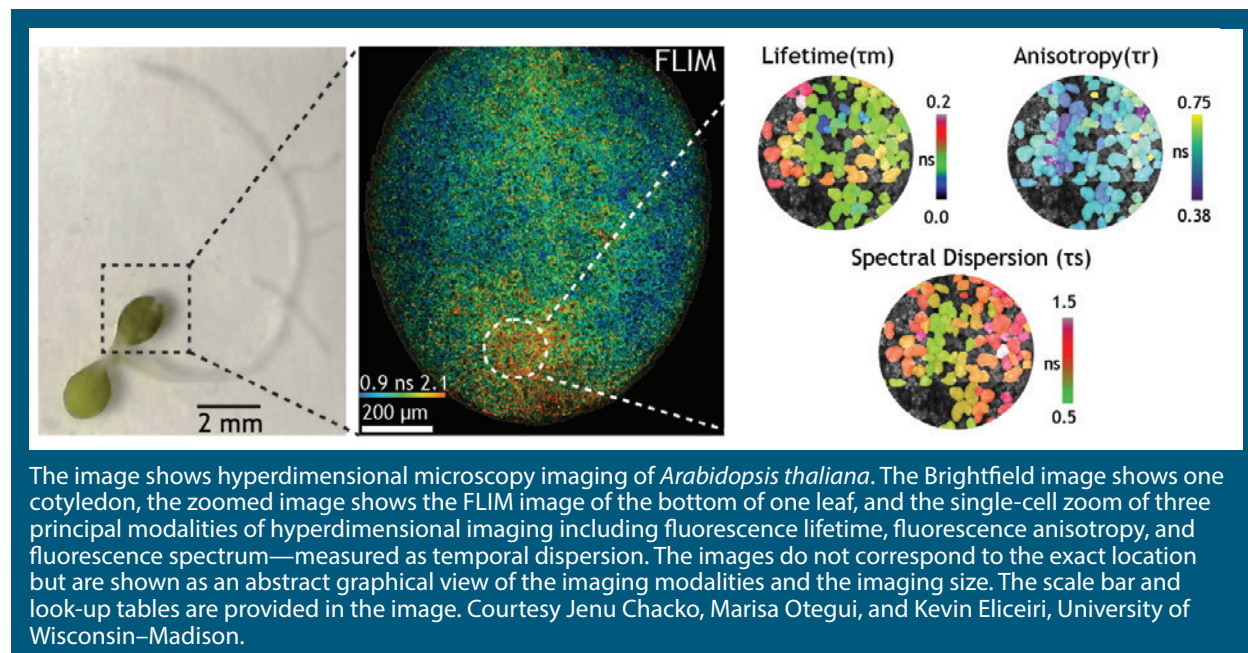 FLIM
Lifetime(τm)
Anisotropy(τr)
0.2
ns
0.0
0.75
ns
0.38
Spectral Dispersion (τs)
1.5
ns
0.5
2 mm
0.9 ns 2.1
200 µm
The image shows hyperdimensional microscopy imaging of Arabidopsis thaliana. The Brightfield image shows one
cotyledon, the zoomed image shows the FLIM image of the bottom of one leaf, and the single-cell zoom of three
principal modalities of hyperdimensional imaging including fluorescence lifetime, fluorescence anisotropy, and
fluorescence spectrum—measured as temporal dispersion. The images do not correspond to the exact location
but are shown as an abstract graphical view of the imaging modalities and the imaging size. The scale bar and
look-up tables are provided in the image. Courtesy Jenu Chacko, Marisa Otegui, and Kevin Eliceiri, University of
Wisconsin–Madison.